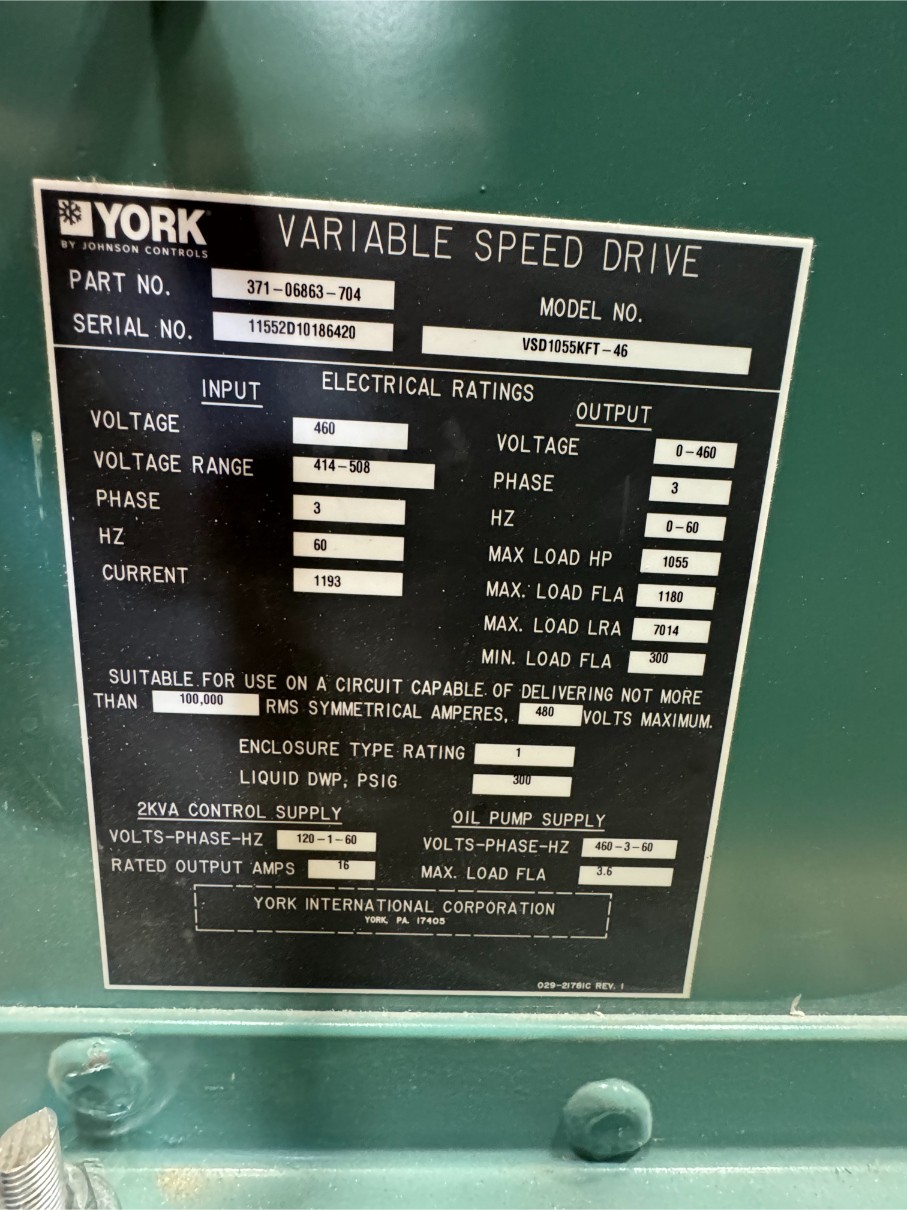 YORK
BY JOHNSON CONTROLS
VARIABLE SPEED DRIVE
PART NO. 371-06863-704
MODEL NO.
SERIAL NO. 11552D10186420
VSD1055KFT-46
ELECTRICAL RATINGS
INPUT
VOLTAGE 460
VOLTAGE RANGE 414-508
PHASE 3
HZ 60
CURRENT 1193
OUTPUT
VOLTAGE 0-460
PHASE 3
HZ 0-60
MAX LOAD HP 1055
MAX. LOAD FLA 1180
MAX. LOAD LRA 7014
MIN. LOAD FLA 300
SUITABLE FOR USE ON A CIRCUIT CAPABLE OF DELIVERING NOT MORE
THAN 100,000 RMS SYMMETRICAL AMPERES, 480 VOLTS MAXIMUM.
ENCLOSURE TYPE RATING 1
LIQUID DWP, PSIG 300
2KVA CONTROL SUPPLY
VOLTS-PHASE-HZ 120-1-60
RATED OUTPUT AMPS 16
OIL PUMP SUPPLY
VOLTS-PHASE-HZ 460-3-60
MAX. LOAD FLA 3.6
YORK INTERNATIONAL CORPORATION
YORK, PA. 17405
029-21761C REV. 1